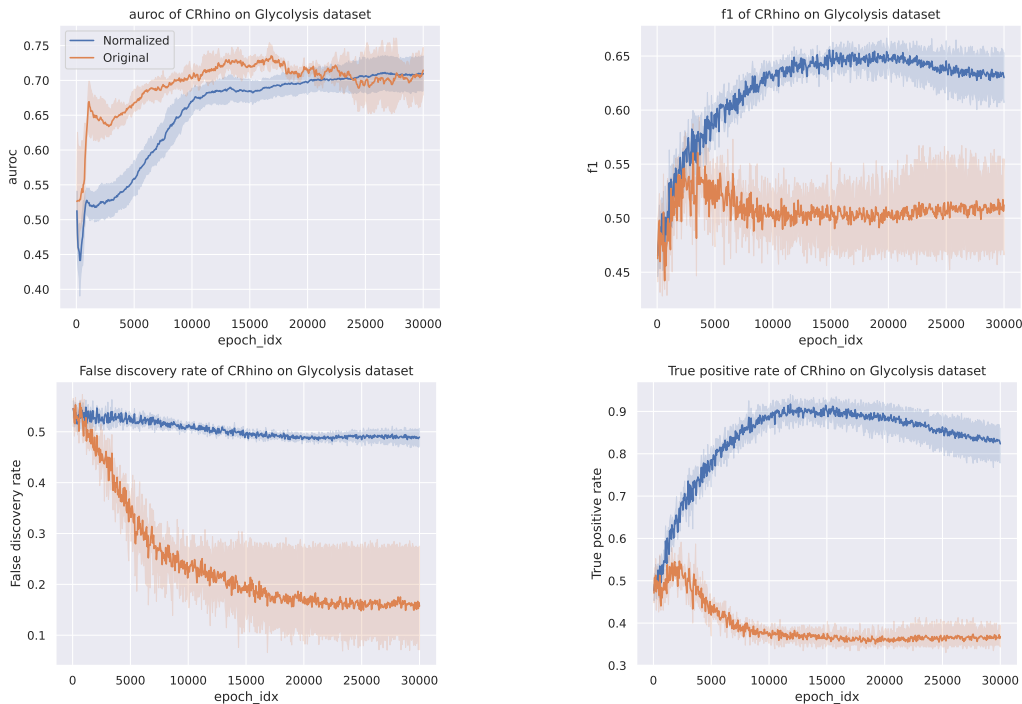 auroc of CRhino on Glycolysis dataset
Normalized
Original
0.75
0.70
0.65
0.60
0.55
0.50
0.45
0.40
auroc
0 5000 10000 15000 20000 25000 30000
epoch_idx
f1 of CRhino on Glycolysis dataset
0.65
0.60
0.55
0.50
0.45
f1
0 5000 10000 15000 20000 25000 30000
epoch_idx
False discovery rate of CRhino on Glycolysis dataset
0.5
0.4
0.3
0.2
0.1
False discovery rate
0 5000 10000 15000 20000 25000 30000
epoch_idx
True positive rate of CRhino on Glycolysis dataset
0.9
0.8
0.7
0.6
0.5
0.4
0.3
True positive rate
0 5000 10000 15000 20000 25000 30000
epoch_idx